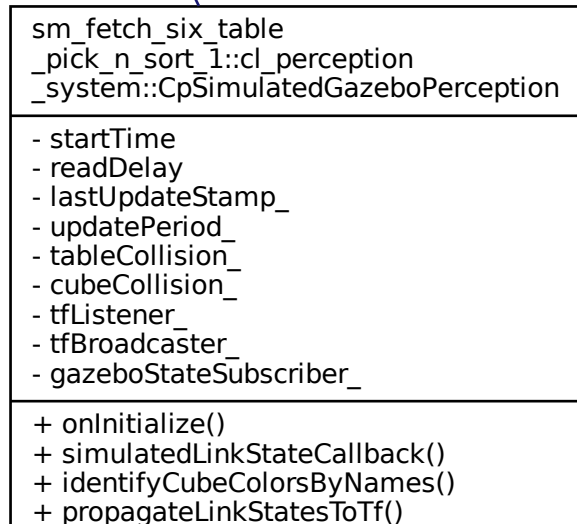 sm_fetch_six_table
_pick_n_sort_1::cl_perception
_system::CpSimulatedGazeboPerception
- startTime
- readDelay
- lastUpdateStamp_
- updatePeriod_
- tableCollision_
- cubeCollision_
- tfListener_
- tfBroadcaster_
- gazeboStateSubscriber_
+ onInitialize()
+ simulatedLinkStateCallback()
+ identifyCubeColorsByNames()
+ propagateLinkStatesToTf()